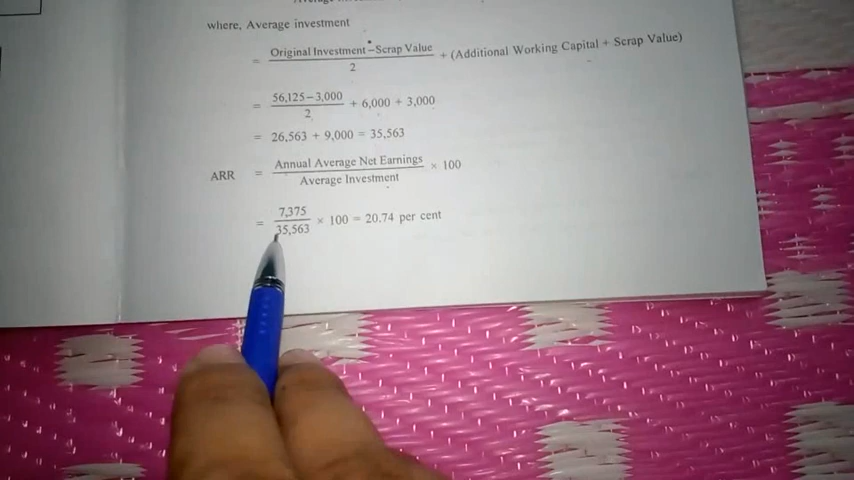 where, Average investment
= Original Investment – Scrap Value / 2 + (Additional Working Capital + Scrap Value)
= 56,125 – 3,000 / 2 + 6,000 + 3,000
= 26,563 + 9,000 = 35,563
ARR = Annual Average Net Earnings / Average Investment × 100
= 7,375 / 35,563 × 100 = 20.74 per cent